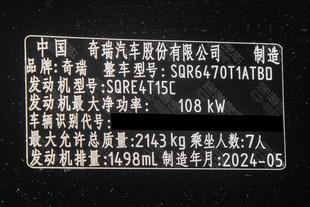 中国 奇瑞汽车股份有限公司 制造
品牌:奇瑞 整车型号:SQR6470T1ATBD
发动机型号:SQRE4T15C
发动机最大净功率: 108 kW
车辆识别代号:
最大允许总质量:2143 kg 乘坐人数:7人
发动机排量:1498mL 制造年月:2024-05